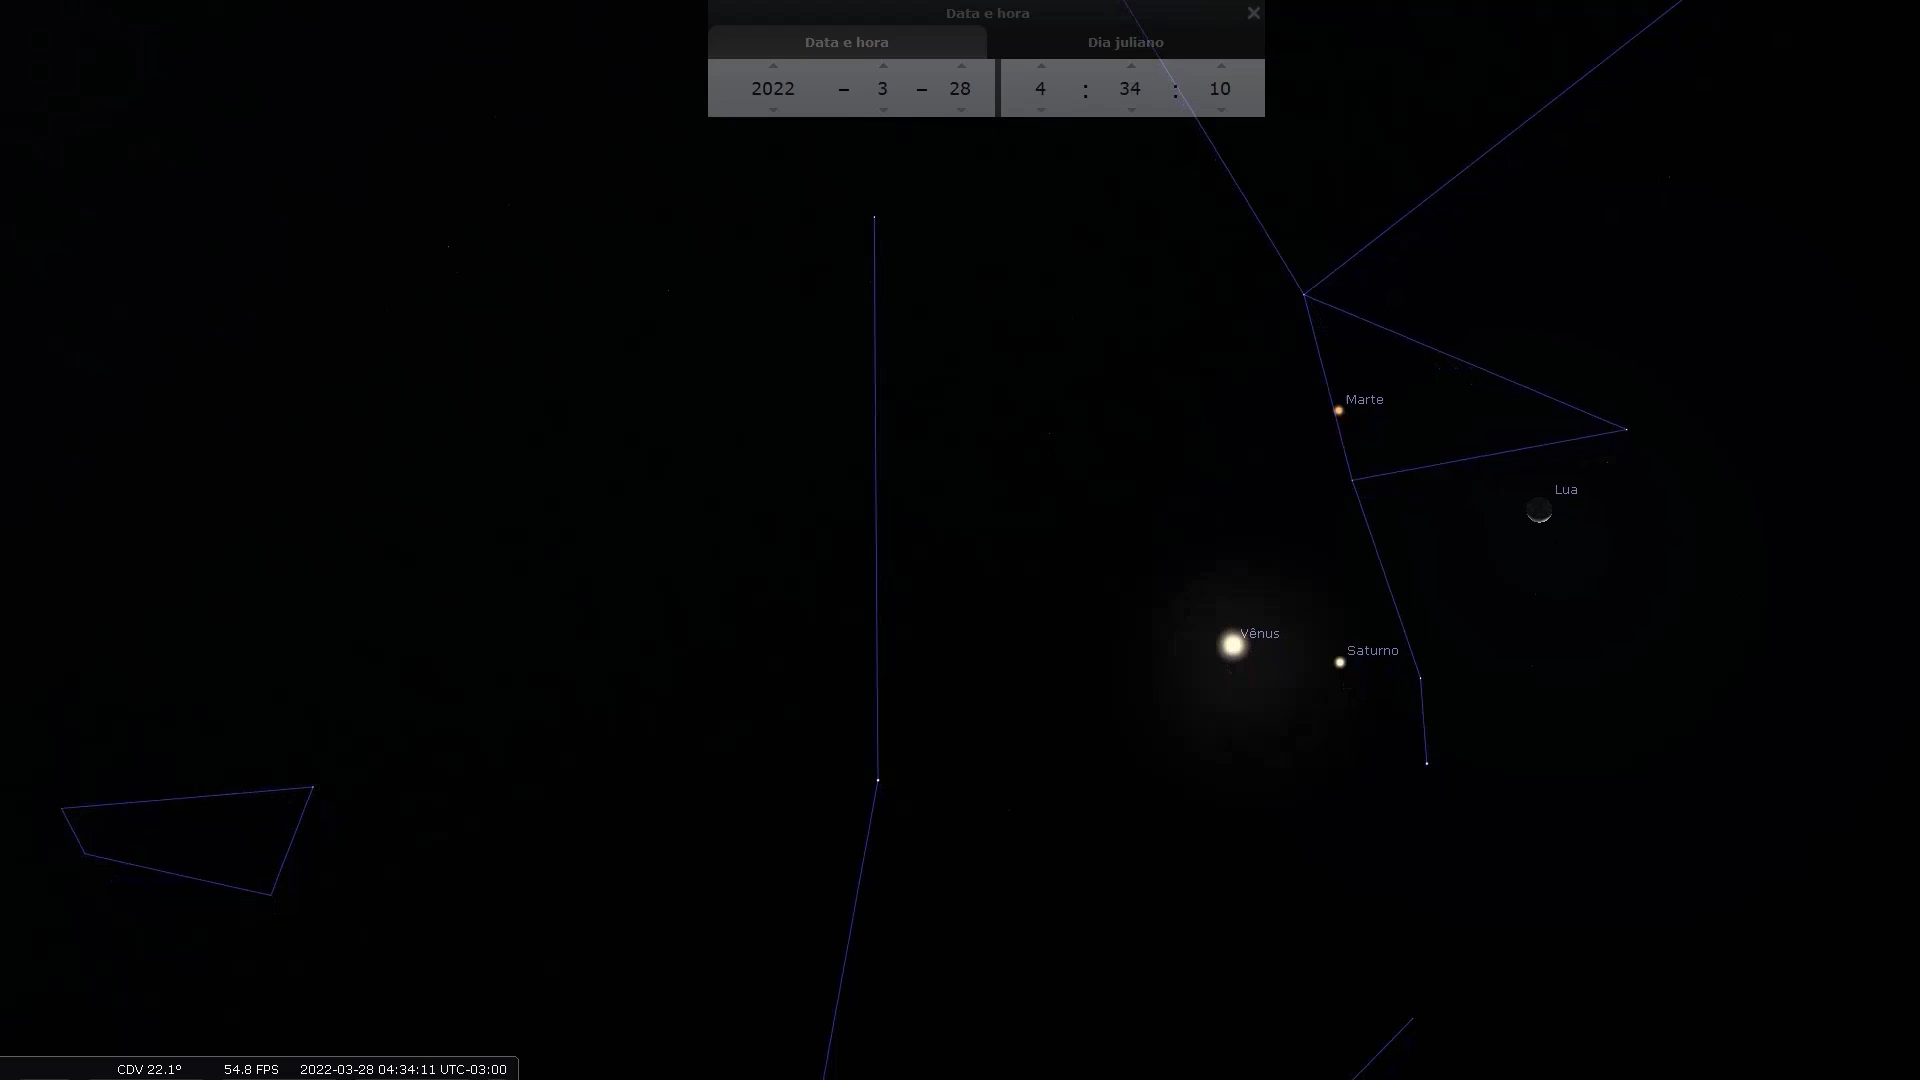 Data e hora
Data e hora Dia juliano
2022 - 3 - 28 4 : 34 : 10
Marte
Lua
Vênus
Saturno
CDV 22.1° 54.8 FPS 2022-03-28 04:34:11 UTC-03:00